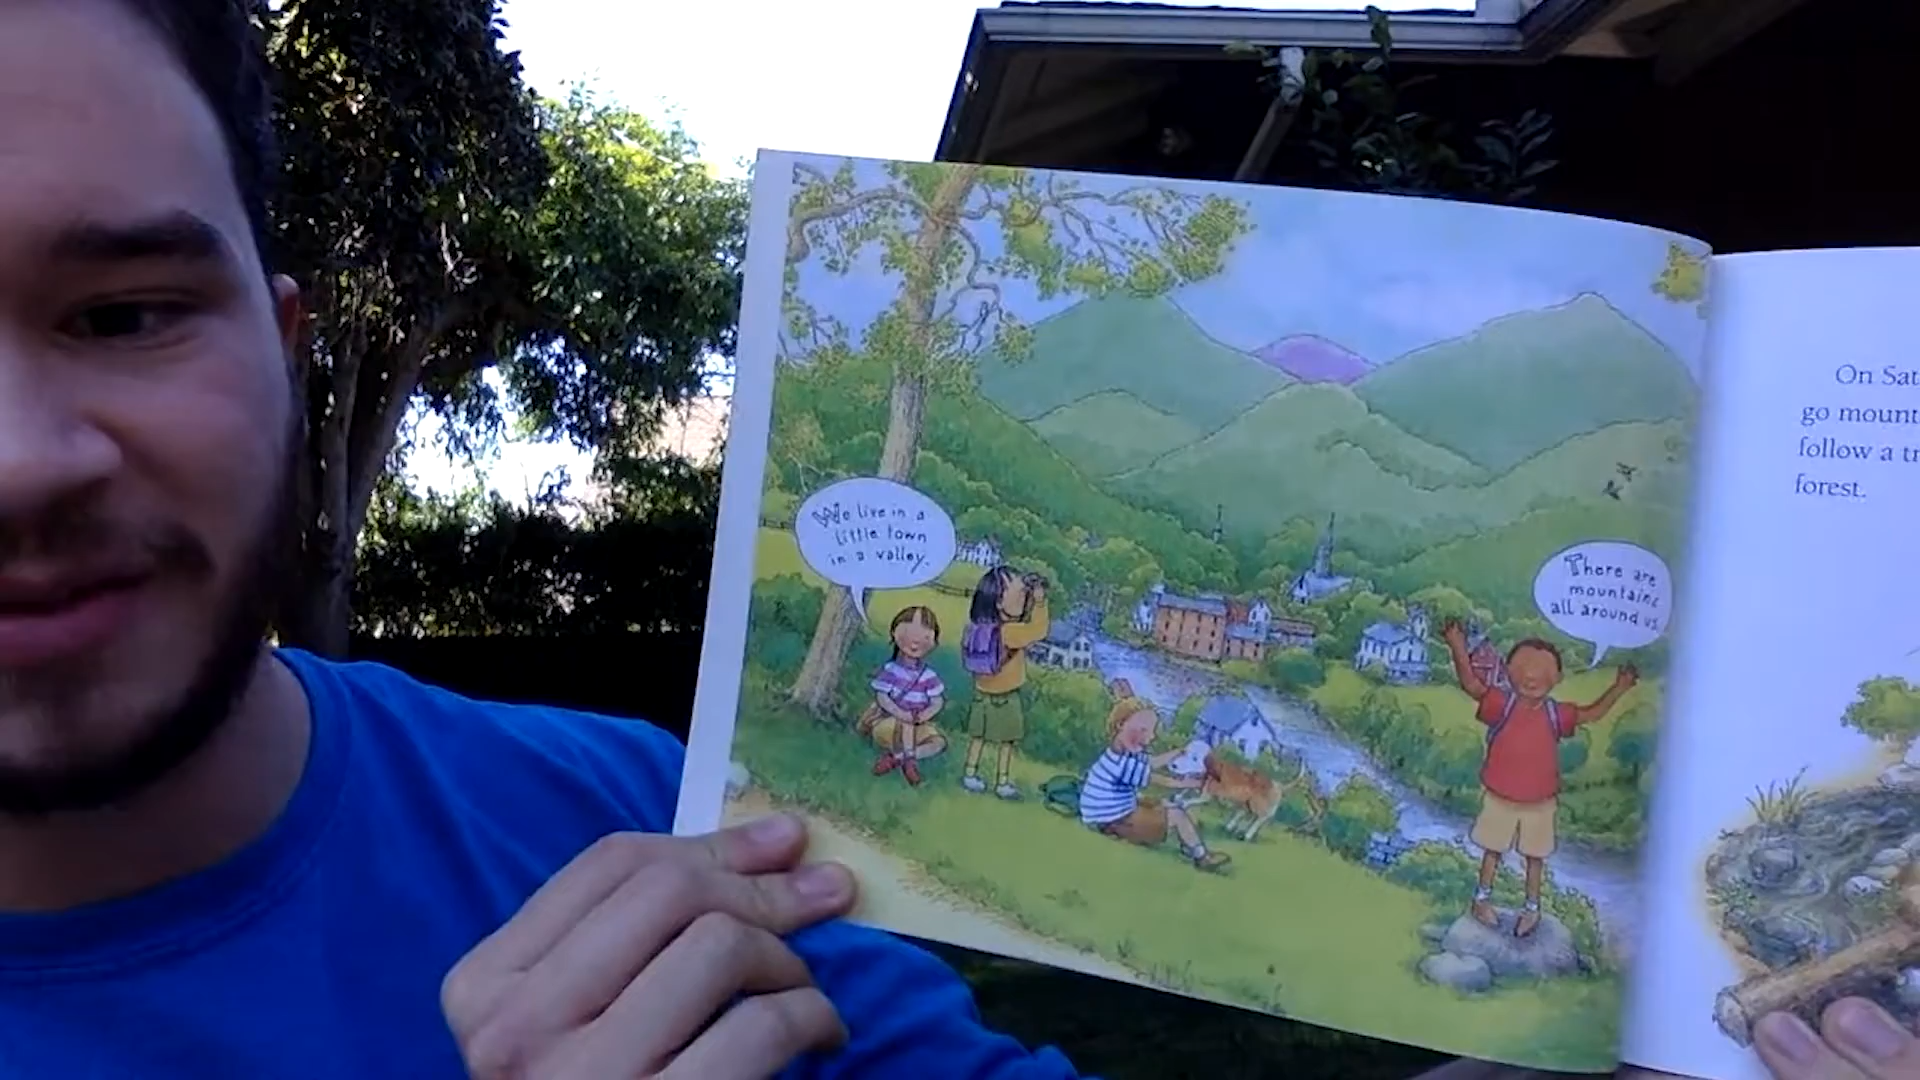 We live in a
little town
in a valley.
There are
mountains
all around us.
On Sat
go mount
follow a tr
forest.